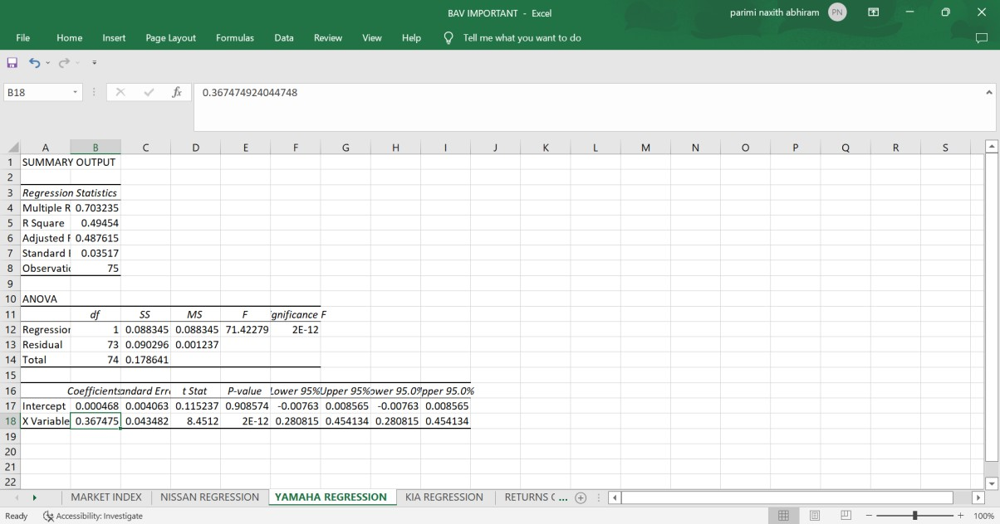 BAV IMPORTANT - Excel
parimi naxith abhiram PN
File Home Insert Page Layout Formulas Data Review View Help Tell me what you want to do
B18 fx 0.367474924044748
A B C D E F G H I J K L M N O P Q R S
1 SUMMARY OUTPUT
2
3 Regression Statistics
4 Multiple R 0.703235
5 R Square 0.49454
6 Adjusted R 0.487615
7 Standard 0.03517
8 Observatio 75
9
10 ANOVA
11 df SS MS F ignificance F
12 Regression 1 0.088345 0.088345 71.42279 2E-12
13 Residual 73 0.090296 0.001237
14 Total 74 0.178641
15
16 Coefficients andard Erro t Stat P-value Lower 95% Upper 95% ower 95.0% pper 95.0%
17 Intercept 0.000468 0.004063 0.115237 0.908574 -0.00763 0.008565 -0.00763 0.008565
18 X Variable 0.367475 0.043482 8.4512 2E-12 0.280815 0.454134 0.280815 0.454134
19
20
21
22
MARKET INDEX NISSAN REGRESSION YAMAHA REGRESSION KIA REGRESSION RETURNS ...
Ready Accessibility: Investigate 100%